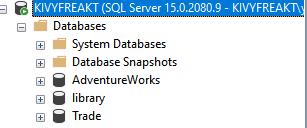 KIVYFREAKT (SQL Server 15.0.2080.9 - KIVYFREAKT\
Databases
System Databases
Database Snapshots
AdventureWorks
library
Trade